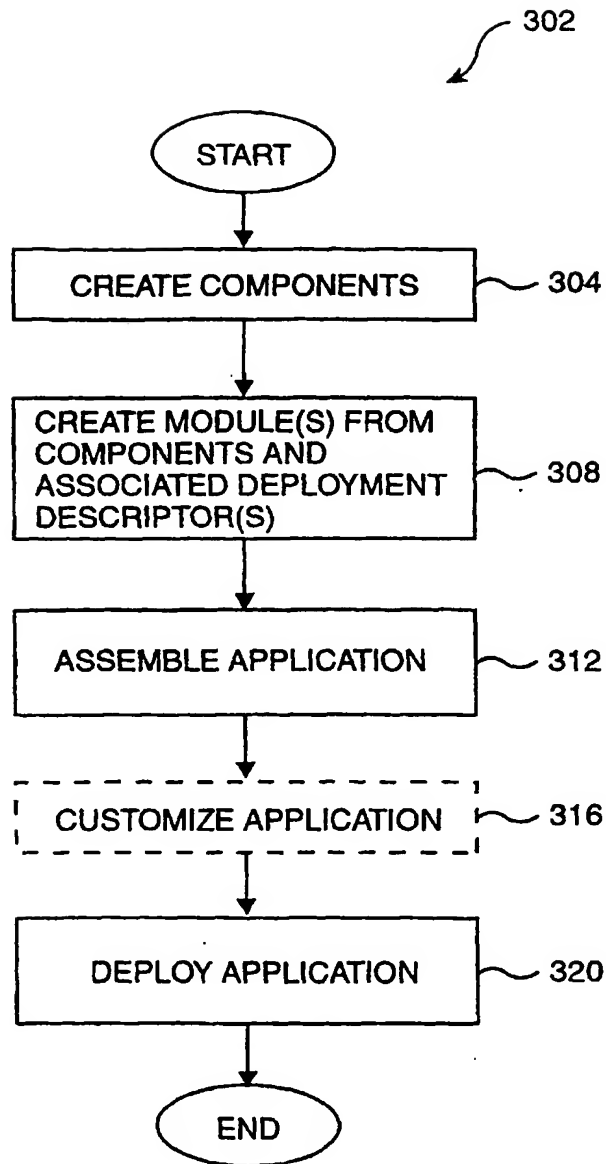 302
START
CREATE COMPONENTS
304
CREATE MODULE(S) FROM
COMPONENTS AND
ASSOCIATED DEPLOYMENT
DESCRIPTOR(S)
308
ASSEMBLE APPLICATION
312
CUSTOMIZE APPLICATION
316
DEPLOY APPLICATION
320
END